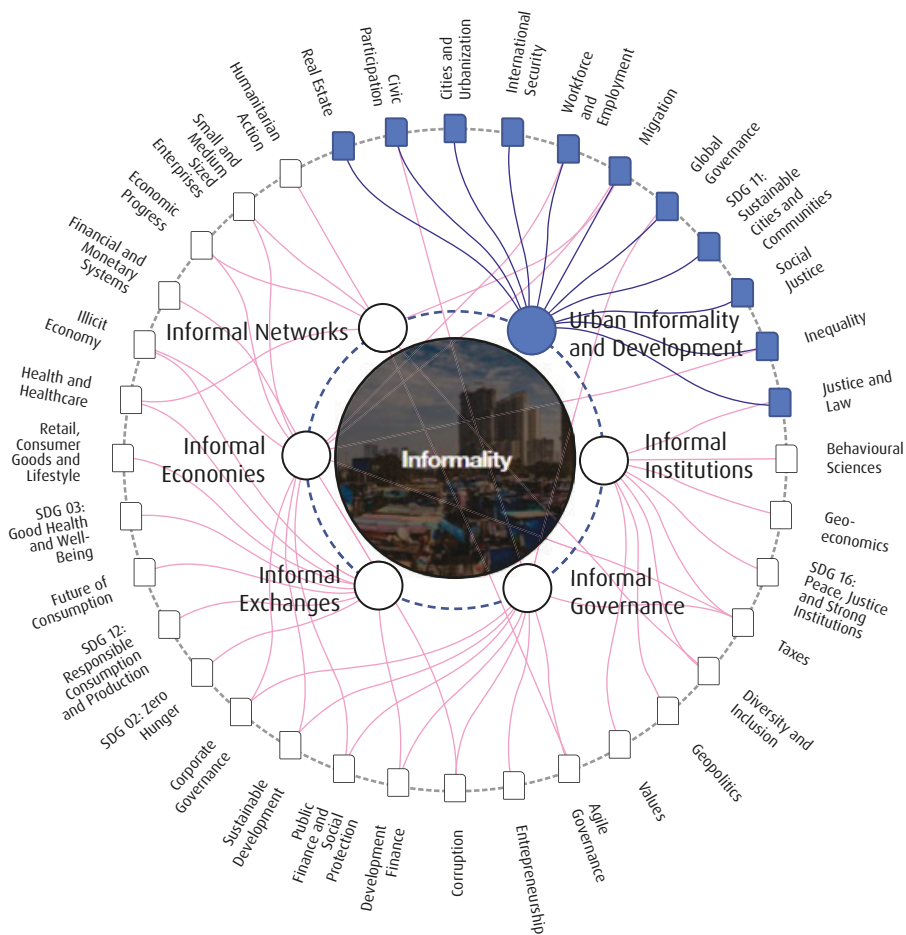 Real Estate
Civic
Participation
Cities and
Urbanization
International
Security
Workforce
and
Employment
Migration
Global
Governance
SDG 11:
Sustainable
Cities and
Communities
Social
Justice
Inequality
Justice and
Law
Behavioural
Sciences
Geo-
economics
SDG 16:
Peace, Justice
and Strong
Institutions
Taxes
Diversity and
Inclusion
Geopolitics
Values
Agile
Governance
Entrepreneurship
Corruption
Development
Finance
Public
Finance and
Social
Protection
Sustainable
Development
Corporate
Governance
SDG 02: Zero
Hunger
SDG 12:
Responsible
Consumption
and Production
Future of
Consumption
SDG 03:
Good Health
and Well-
Being
Retail,
Consumer
Goods and
Lifestyle
Health and
Healthcare
Illicit
Economy
Financial and
Monetary
Systems
Economic
Progress
Small and
Medium
Sized
Enterprises
Humanitarian
Action
Informal Networks
Urban Informality
and Development
Informal
Economies
Informality
Informal
Institutions
Informal
Exchanges
Informal
Governance